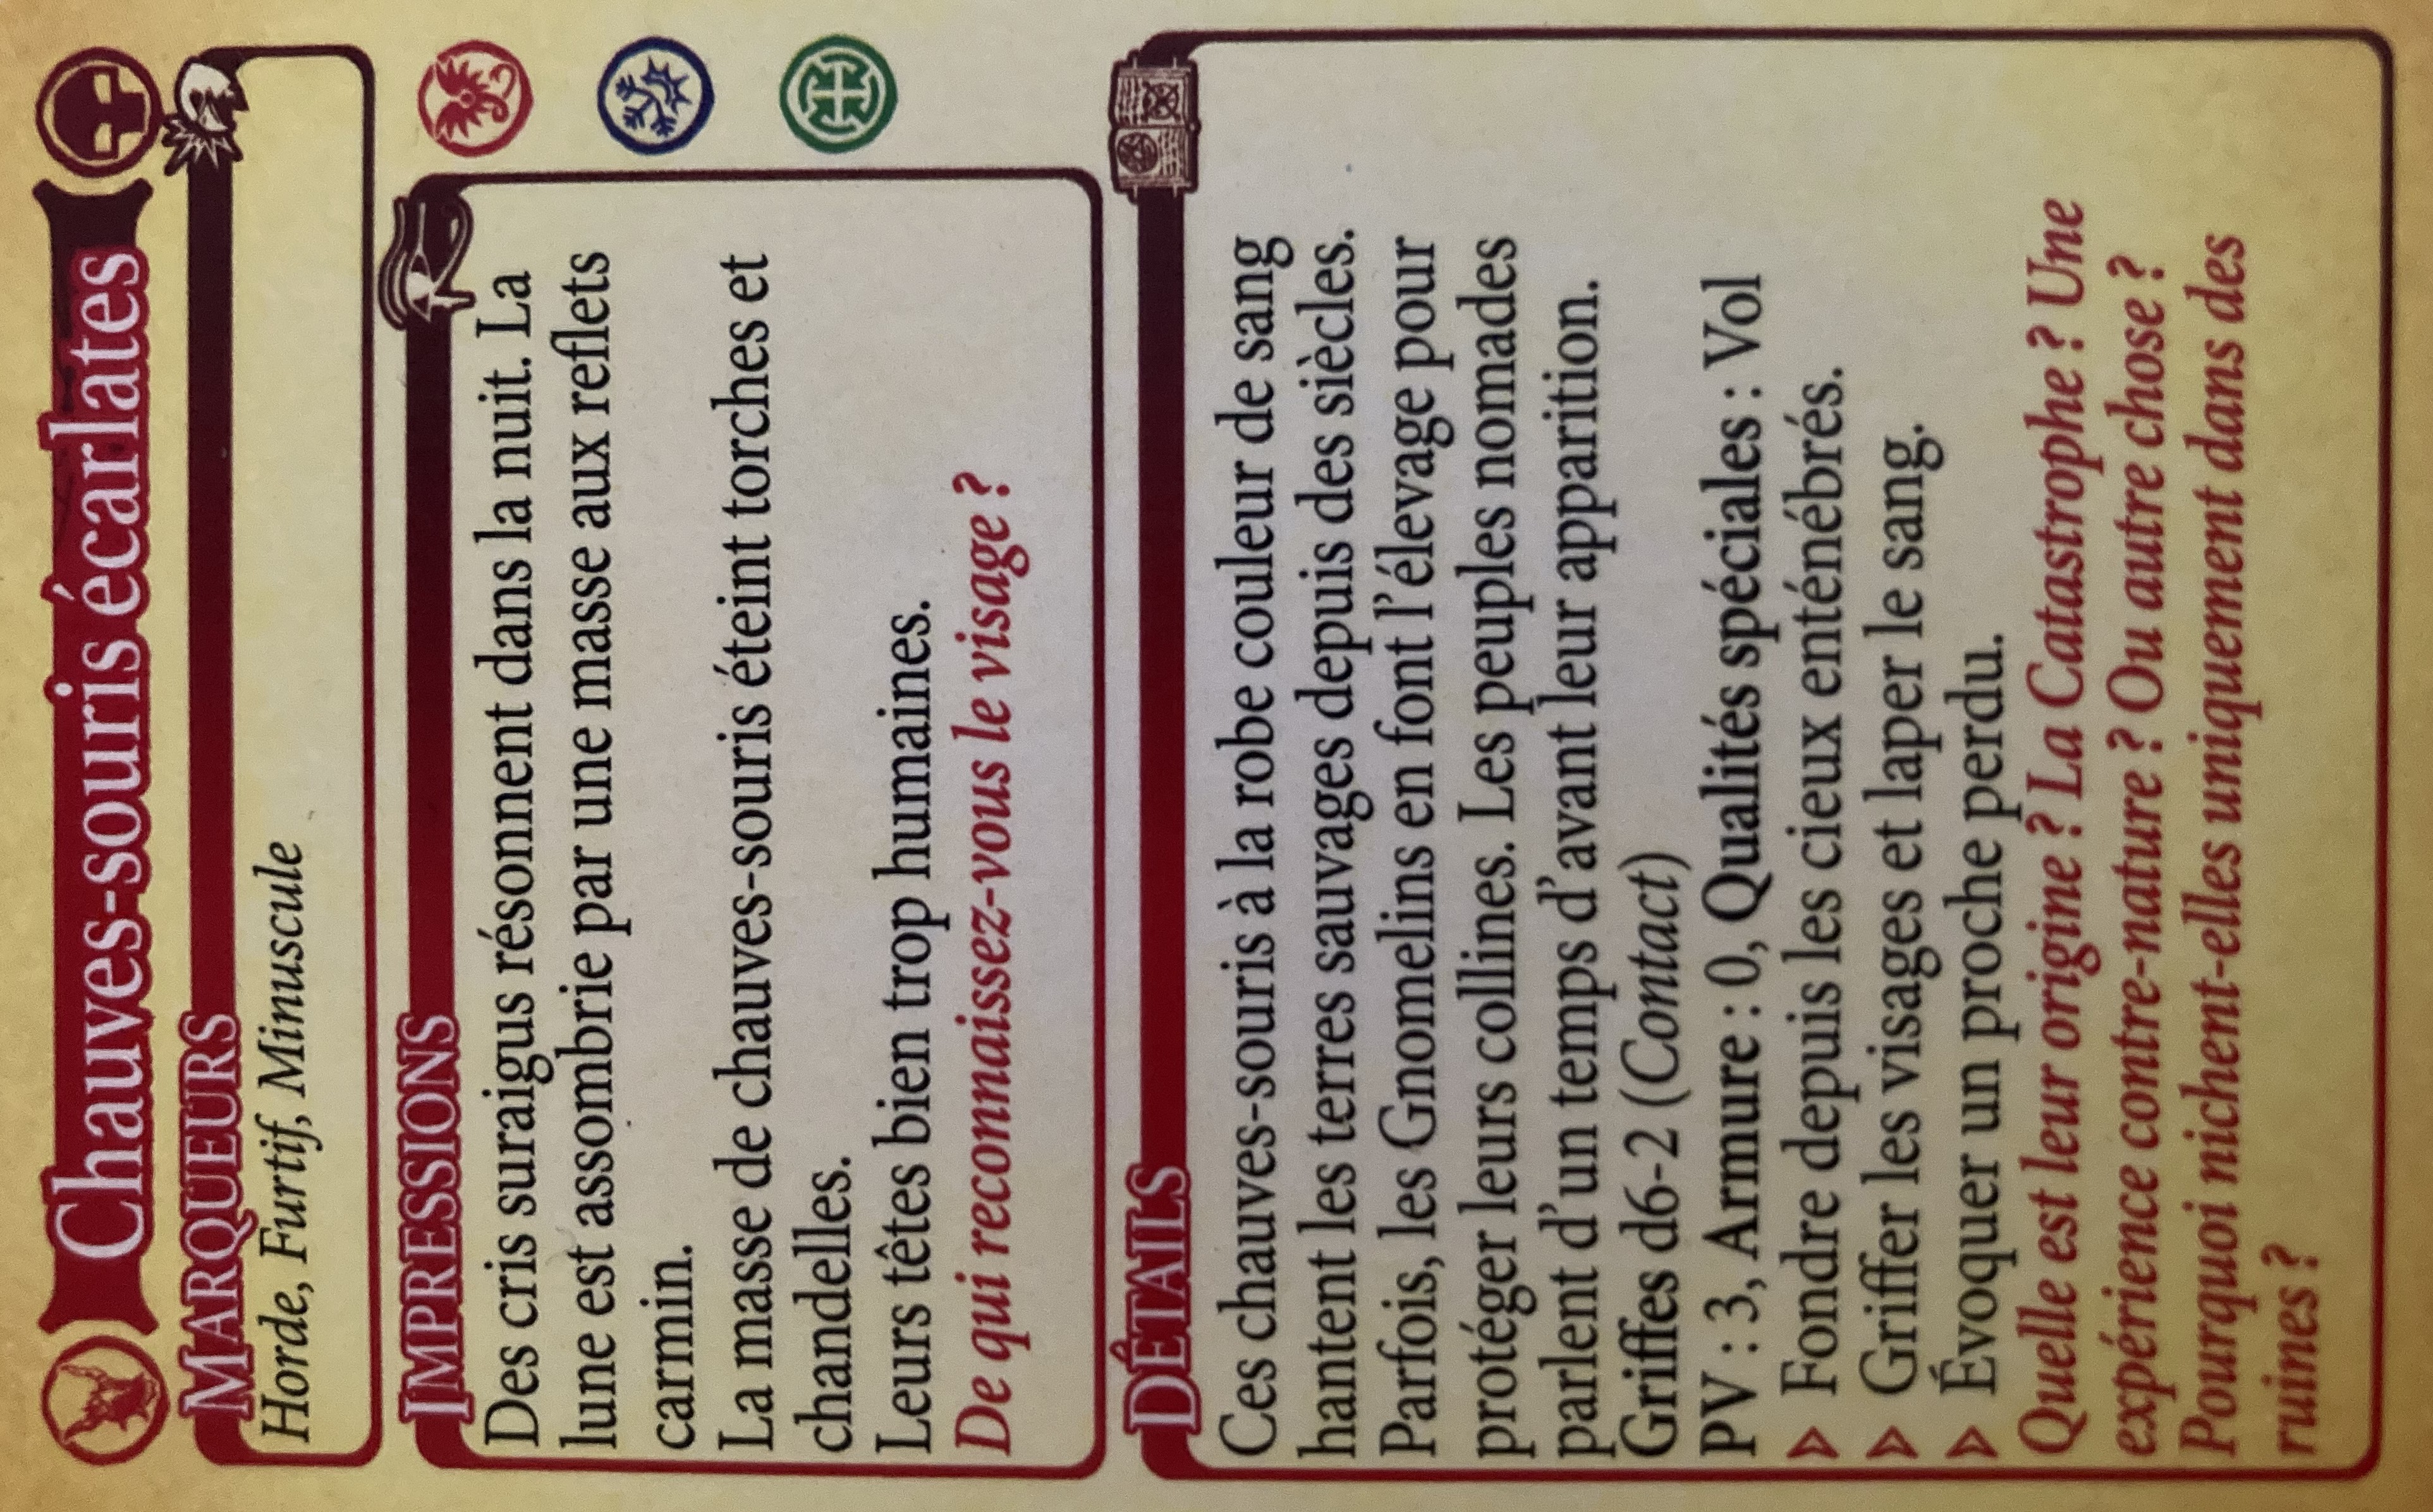 Chauves-souris écarlates
MARQUEURS
Horde, Furtif, Minuscule
IMPRESSIONS
Des cris suraigus résonnent dans la nuit. La
lune est assombrie par une masse aux reflets
carmin.
La masse de chauves-souris éteint torches et
chandelles.
Leurs têtes bien trop humaines.
De qui reconnaissez-vous le visage ?
DÉTAILS
Ces chauves-souris à la robe couleur de sang
hantent les terres sauvages depuis des siècles.
Parfois, les Gnomelins en font l'élevage pour
protéger leurs collines. Les peuples nomades
parlent d'un temps d'avant leur apparition.
Griffes d6-2 (Contact)
PV : 3, Armure : 0, Qualités spéciales : Vol
Fondre depuis les cieux enténébrés.
Griffer les visages et laper le sang.
Évoquer un proche perdu.
Quelle est leur origine ? La Catastrophe ? Une
expérience contre-nature ? Ou autre chose ?
Pourquoi nichent-elles uniquement dans des
ruines ?